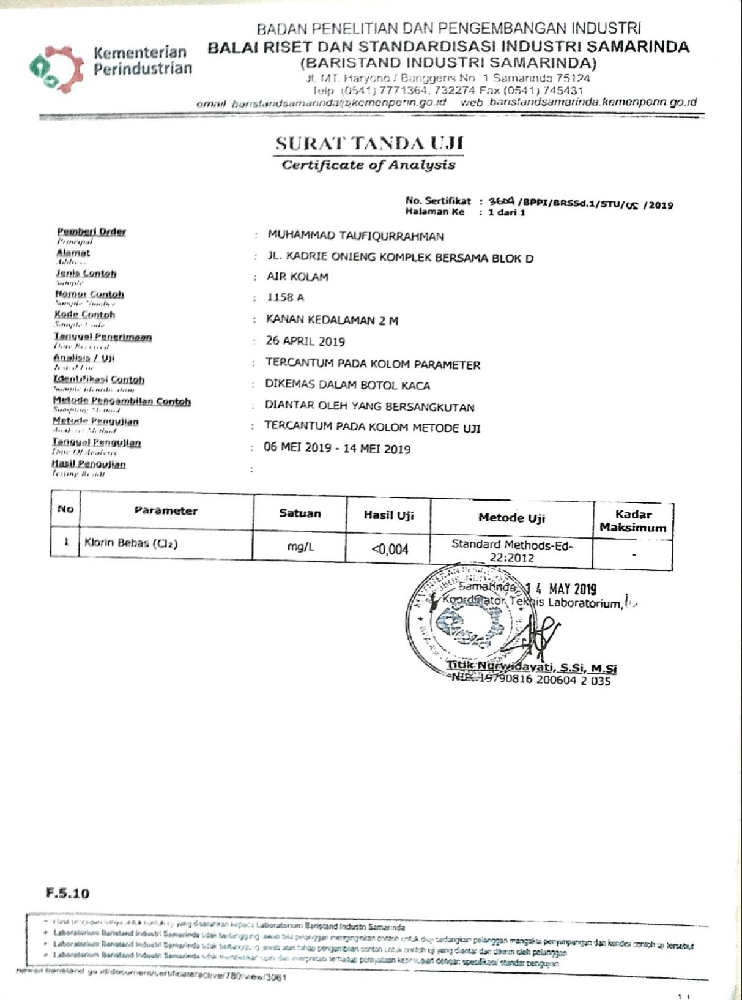 Kementerian
Perindustrian
BADAN PENELITIAN DAN PENGEMBANGAN INDUSTRI
BALAI RISET DAN STANDARDISASI INDUSTRI SAMARINDA
(BARISTAND INDUSTRI SAMARINDA)
Jl. MT. Haryono / Banggeris No. 1 Samarinda 75124
Telp. (0541) 7771364, 732274 Fax (0541) 745431
email baristandsamarinda@kemenperin.go.id web .baristandsamarinda.kemenperin.go.id
SURAT TANDA UJI
Certificate of Analysis
No. Sertifikat : 3604 /BPPI/BRSSd.1/STU/05 /2019
Halaman Ke : 1 dari 1
Pemberi Order : MUHAMMAD TAUFIQURRAHMAN
Principal
Alamat : JL. KADRIE ONIENG KOMPLEK BERSAMA BLOK D
Address
Jenis Contoh : AIR KOLAM
Sample
Nomor Contoh : 1158 A
Sample Number
Kode Contoh : KANAN KEDALAMAN 2 M
Sample Code
Tanggal Penerimaan : 26 APRIL 2019
Date Received
Analisis / Uji : TERCANTUM PADA KOLOM PARAMETER
Tested For
Identifikasi Contoh : DIKEMAS DALAM BOTOL KACA
Sample Identification
Metode Pengambilan Contoh : DIANTAR OLEH YANG BERSANGKUTAN
Sampling Method
Metode Pengujian : TERCANTUM PADA KOLOM METODE UJI
Analysis Method
Tanggal Pengujian : 06 MEI 2019 - 14 MEI 2019
Date Of Analysis
Hasil Pengujian :
Testing Result
No Parameter Satuan Hasil Uji Metode Uji Kadar Maksimum
1 Klorin Bebas (Cl₂) mg/L <0,004 Standard Methods-Ed-22:2012 -
Samarinda, 14 MAY 2019
Koordinator Teknis Laboratorium,
Titik Nurwidayati, S.Si, M.Si
NIP. 19790816 200604 2 035
F.5.10
• Hasil pengujian hanya untuk contoh uji yang diserahkan kepada Laboratorium Baristand Industri Samarinda
• Laboratorium Baristand Industri Samarinda tidak bertanggung jawab bila pelanggan menginginkan contoh untuk diuji sedangkan pelanggan mengakui penyimpangan dan kondisi contoh uji tersebut
• Laboratorium Baristand Industri Samarinda tidak bertanggung jawab atas tahap pengambilan contoh untuk contoh uji yang diantar dan dikirim oleh pelanggan
• Laboratorium Baristand Industri Samarinda tidak memberikan opini dan interpretasi terhadap pernyataan kesesuaian dengan spesifikasi/ standar pengujian
baristand go id/document/certificate/active/780/view/3061